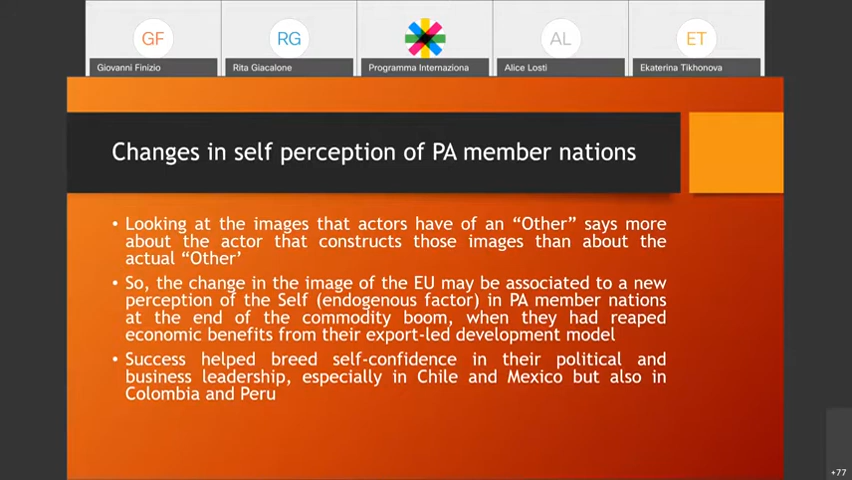 GF
RG
AL
ET
Giovanni Finizio
Rita Giacalone
Programma Internaziona
Alice Losti
Ekaterina Tikhonova
Changes in self perception of PA member nations
• Looking at the images that actors have of an “Other” says more
about the actor that constructs those images than about the
actual “Other’
• So, the change in the image of the EU may be associated to a new
perception of the Self (endogenous factor) in PA member nations
at the end of the commodity boom, when they had reaped
economic benefits from their export-led development model
• Success helped breed self-confidence in their political and
business leadership, especially in Chile and Mexico but also in
Colombia and Peru
+77